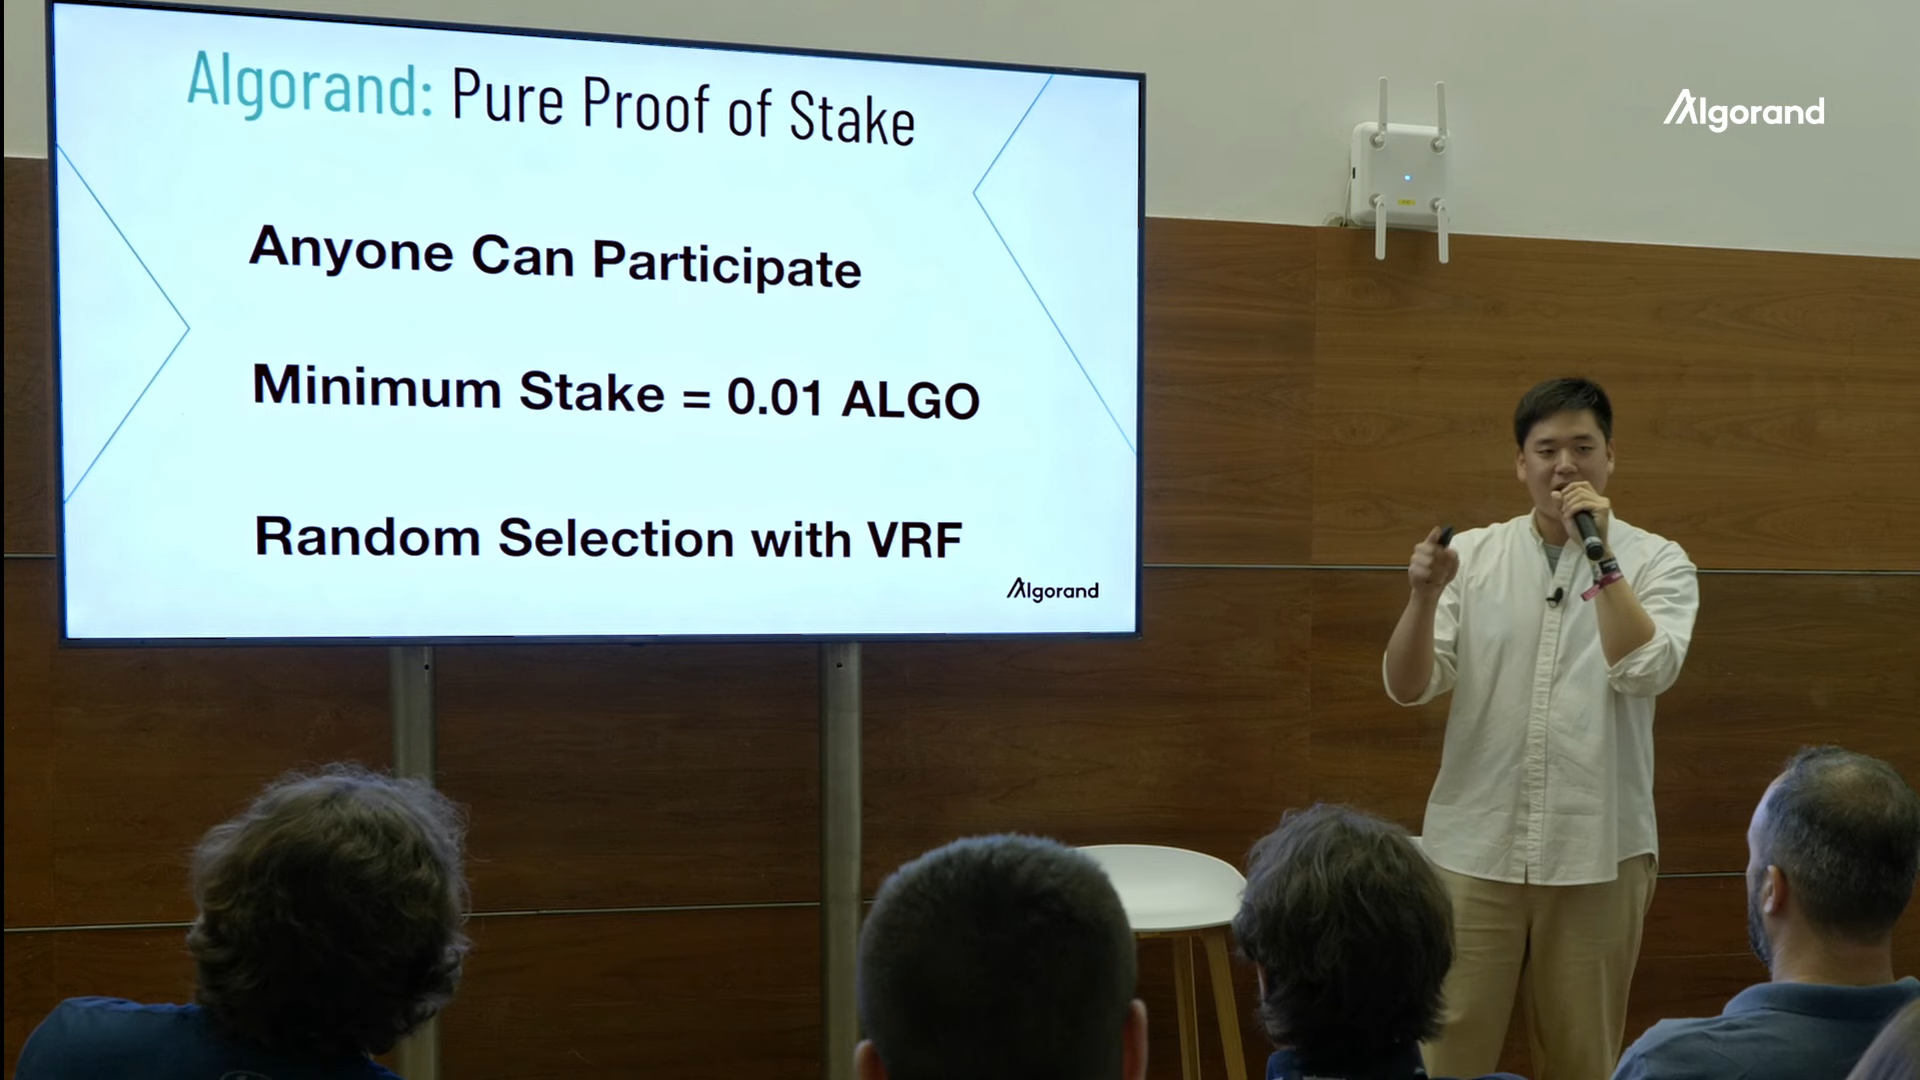 Algorand: Pure Proof of Stake
Anyone Can Participate
Minimum Stake = 0.01 ALGO
Random Selection with VRF
Algorand
Algorand